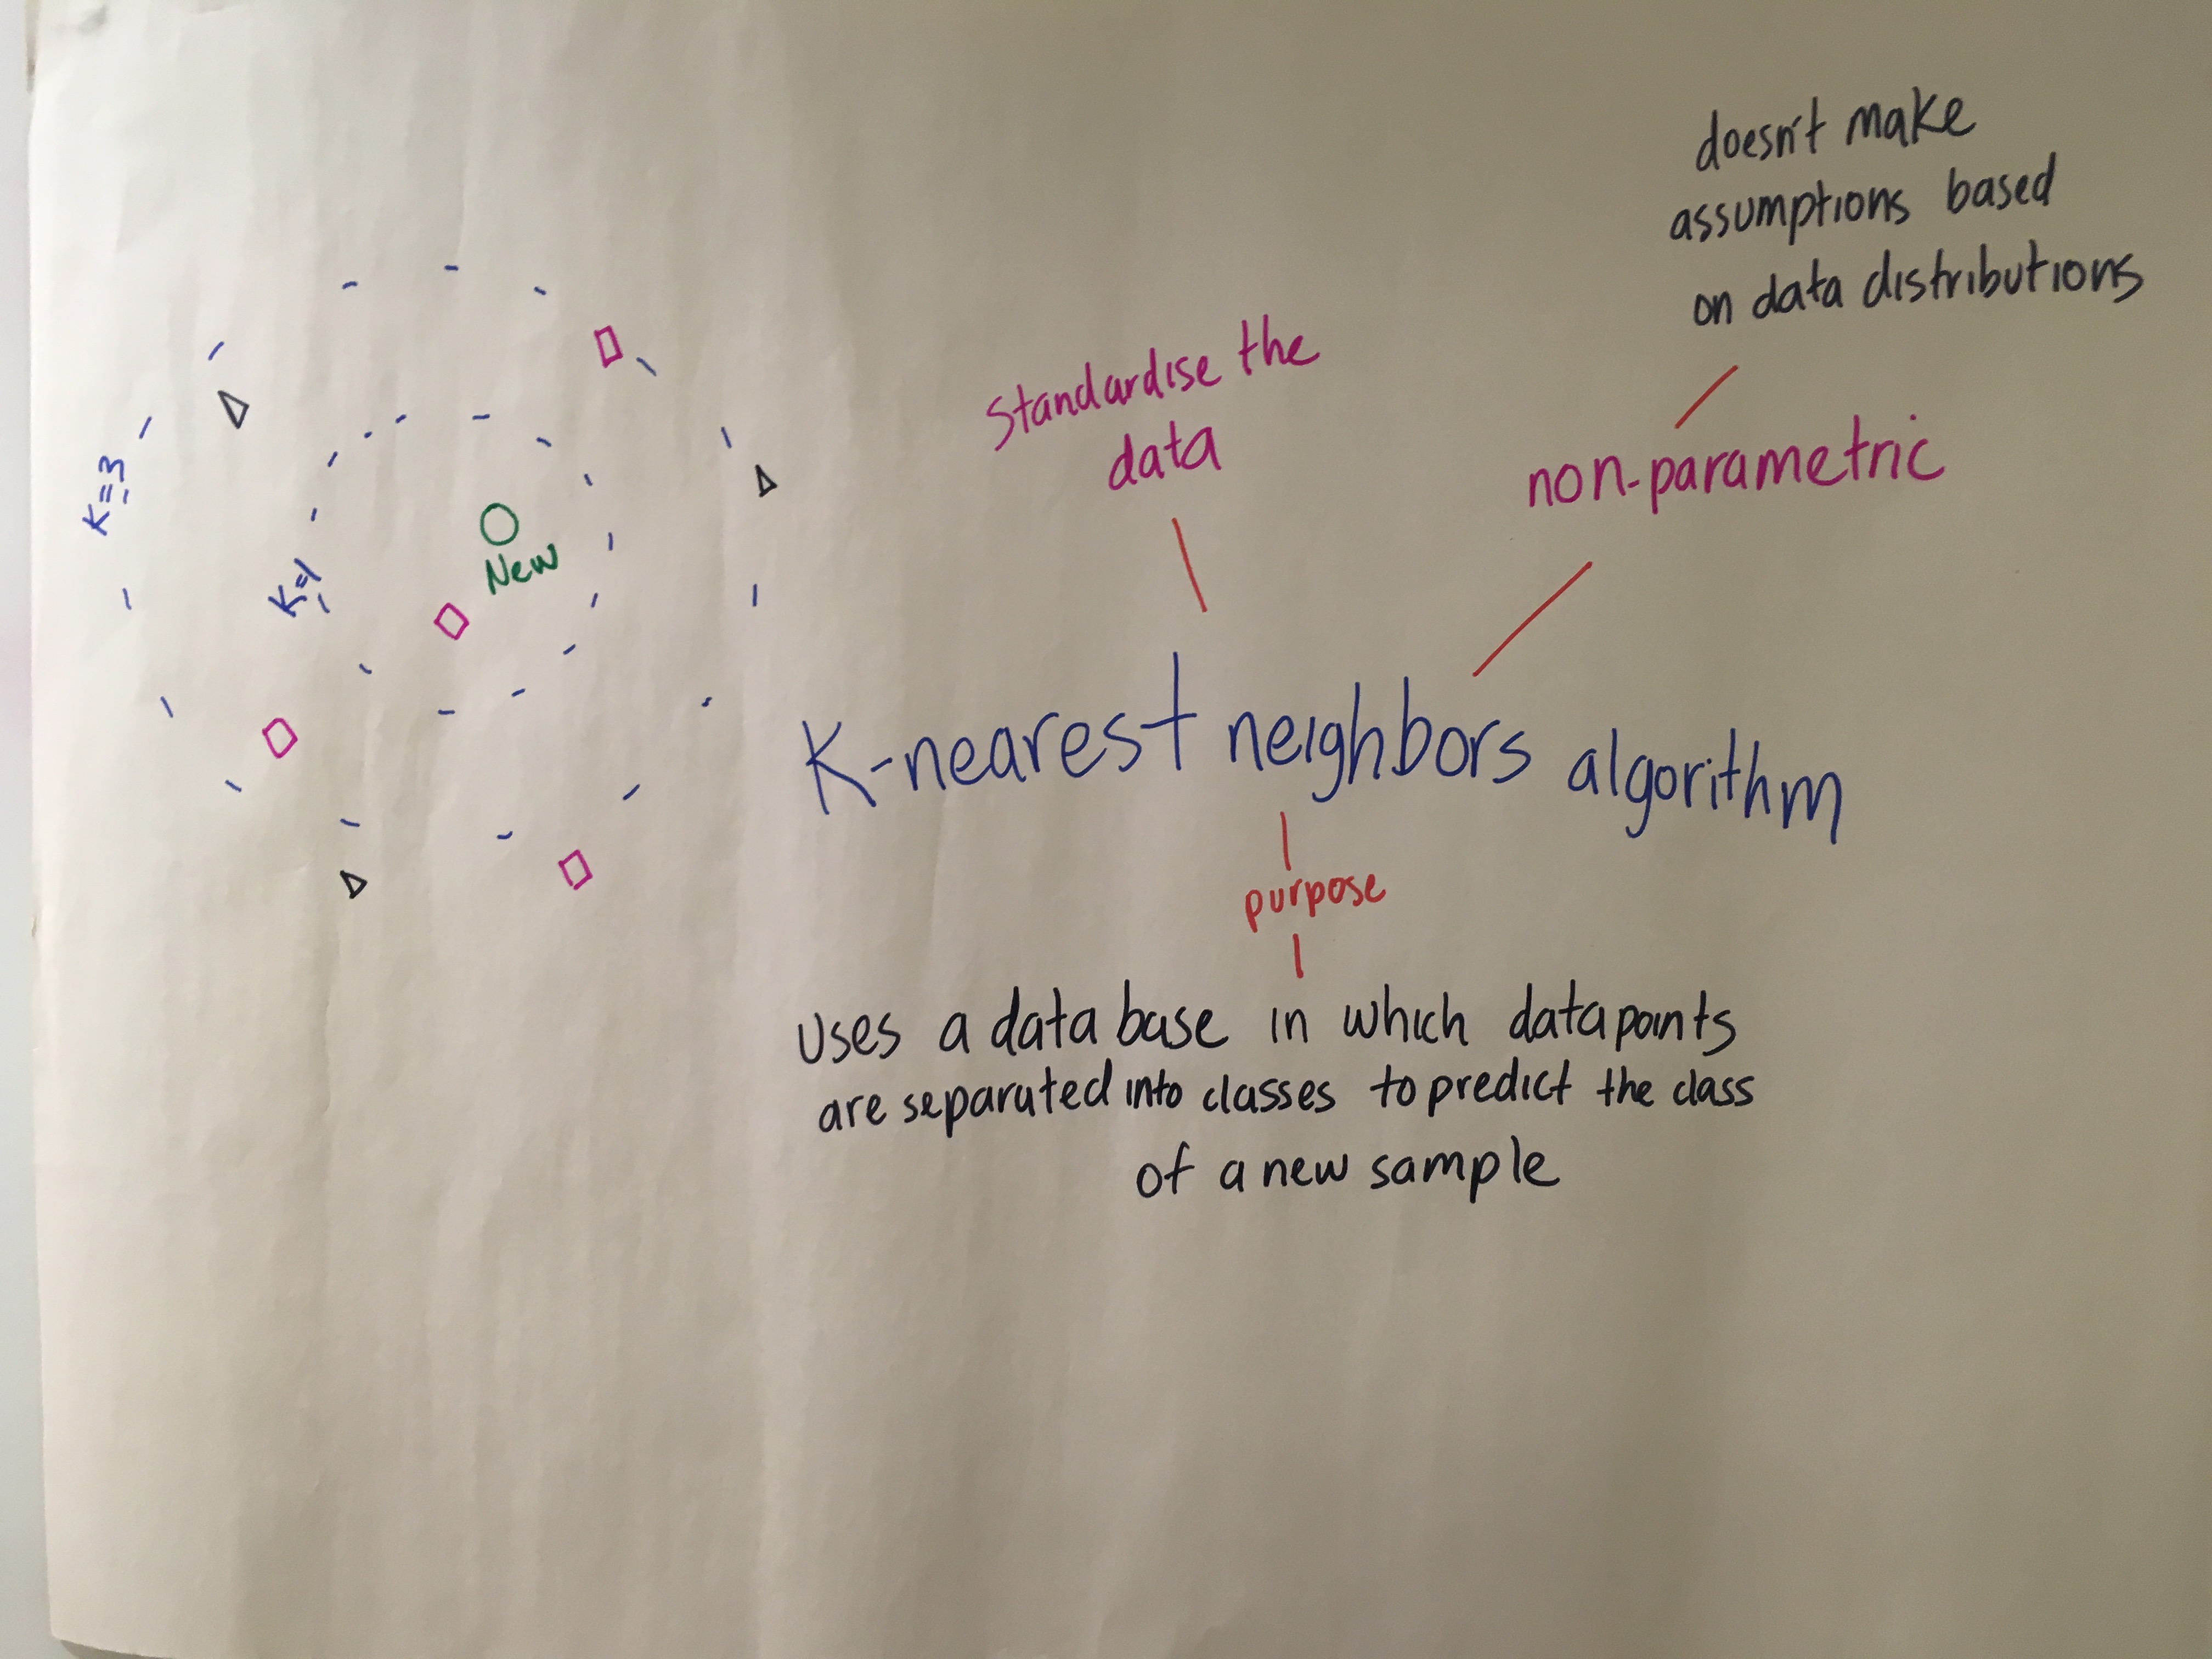 doesn't make
assumptions based
on data distributions
Standardise the
data
non-parametric
K=3
K=1
New
K-nearest neighbors algorithm
purpose
uses a data base in which datapoints
are separated into classes to predict the class
of a new sample